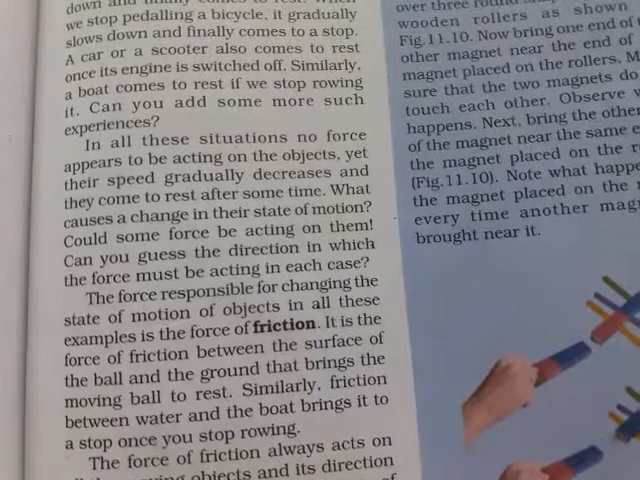 down and finally comes to rest. When
we stop pedalling a bicycle, it gradually
slows down and finally comes to a stop.
A car or a scooter also comes to rest
once its engine is switched off. Similarly,
a boat comes to rest if we stop rowing
it. Can you add some more such
experiences?
In all these situations no force
appears to be acting on the objects, yet
their speed gradually decreases and
they come to rest after some time. What
causes a change in their state of motion?
Could some force be acting on them!
Can you guess the direction in which
the force must be acting in each case?
The force responsible for changing the
state of motion of objects in all these
examples is the force of friction. It is the
force of friction between the surface of
the ball and the ground that brings the
moving ball to rest. Similarly, friction
between water and the boat brings it to
a stop once you stop rowing.
The force of friction always acts on
moving objects and its direction
over three round
wooden rollers as shown
Fig.11.10. Now bring one end of
other magnet near the end of
magnet placed on the rollers.
sure that the two magnets do
touch each other. Observe
happens. Next, bring the other
of the magnet near the same
the magnet placed on the
(Fig.11.10). Note what
the magnet placed on the
every time another
brought near it.